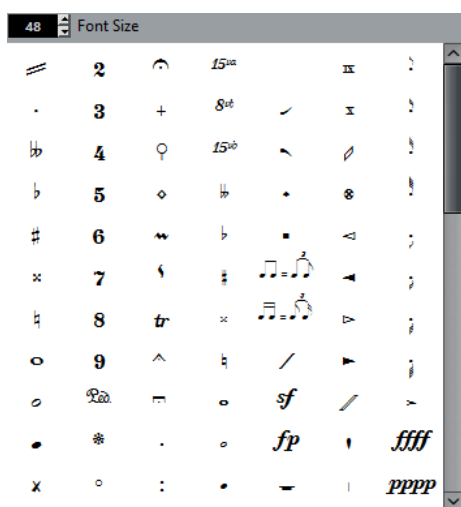 48 Font Size
2 15ma IX
3 + 8vb X
4 15mb
5
6
7
8 tr
9
Ped. sf
fp ffff
: pppp